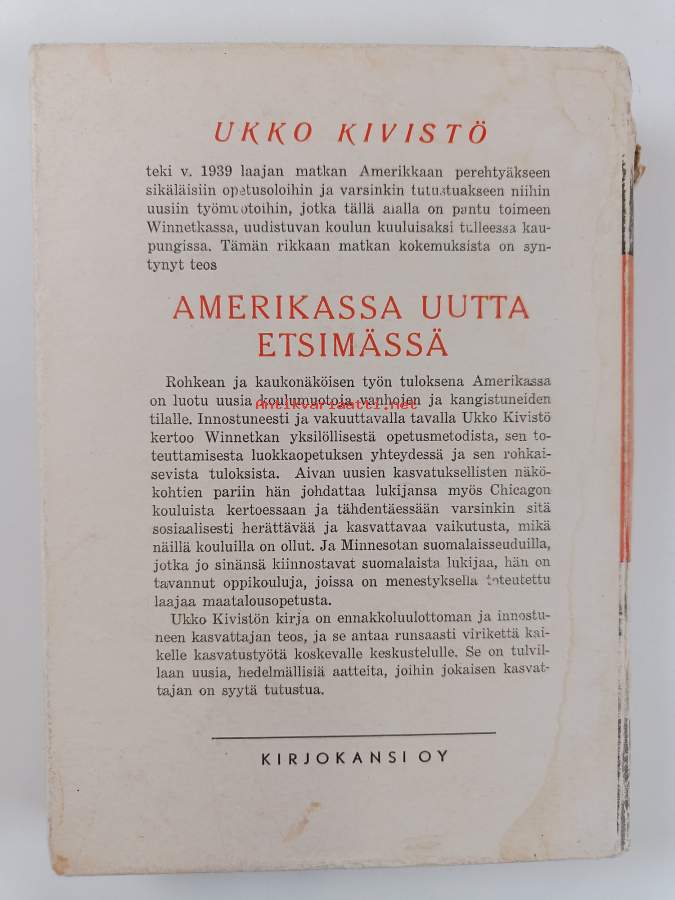 UKKO KIVISTÖ
teki v. 1939 laajan matkan Amerikkaan perehtyäkseen
sikäläisiin opetusoloihin ja varsinkin tutustuakseen niihin
uusiin työmuotoihin, jotka tällä alalla on pantu toimeen
Winnetkassa, uudistuvan koulun kuuluisaksi tulleessa kau-
pungissa. Tämän rikkaan matkan kokemuksista on syn-
tynyt teos
AMERIKASSA UUTTA
ETSIMÄSSÄ
Rohkean ja kaukonäköisen työn tuloksena Amerikassa
on luotu uusia koulumuotoja vanhojen ja kangistuneiden
Antikvariaatti.net
tilalle. Innostuneesti ja vakuuttavalla tavalla Ukko Kivistö
kertoo Winnetkan yksilöllisestä opetusmetodista, sen to-
teuttamisesta luokkaopetuksen yhteydessä ja sen rohkai-
sevista tuloksista. Aivan uusien kasvatuksellisten näkö-
kohtien pariin hän johdattaa lukijansa myös Chicagon
kouluista kertoessaan ja tähdentäessään varsinkin sitä
sosiaalisesti herättävää ja kasvattavaa vaikutusta, mikä
näillä kouluilla on ollut. Ja Minnesotan suomalaisseuduilla,
jotka jo sinänsä kiinnostavat suomalaista lukijaa, hän on
tavannut oppikouluja, joissa on menestyksellä toteutettu
laajaa maatalousopetusta.
Ukko Kivistön kirja on ennakkoluulottoman ja innostu-
neen kasvattajan teos, ja se antaa runsaasti virikettä kai-
kelle kasvatustyötä koskevalle keskustelulle. Se on tulvil-
laan uusia, hedelmällisiä aatteita, joihin jokaisen kasvat-
tajan on syytä tutustua.
KIRJOKANSI OY